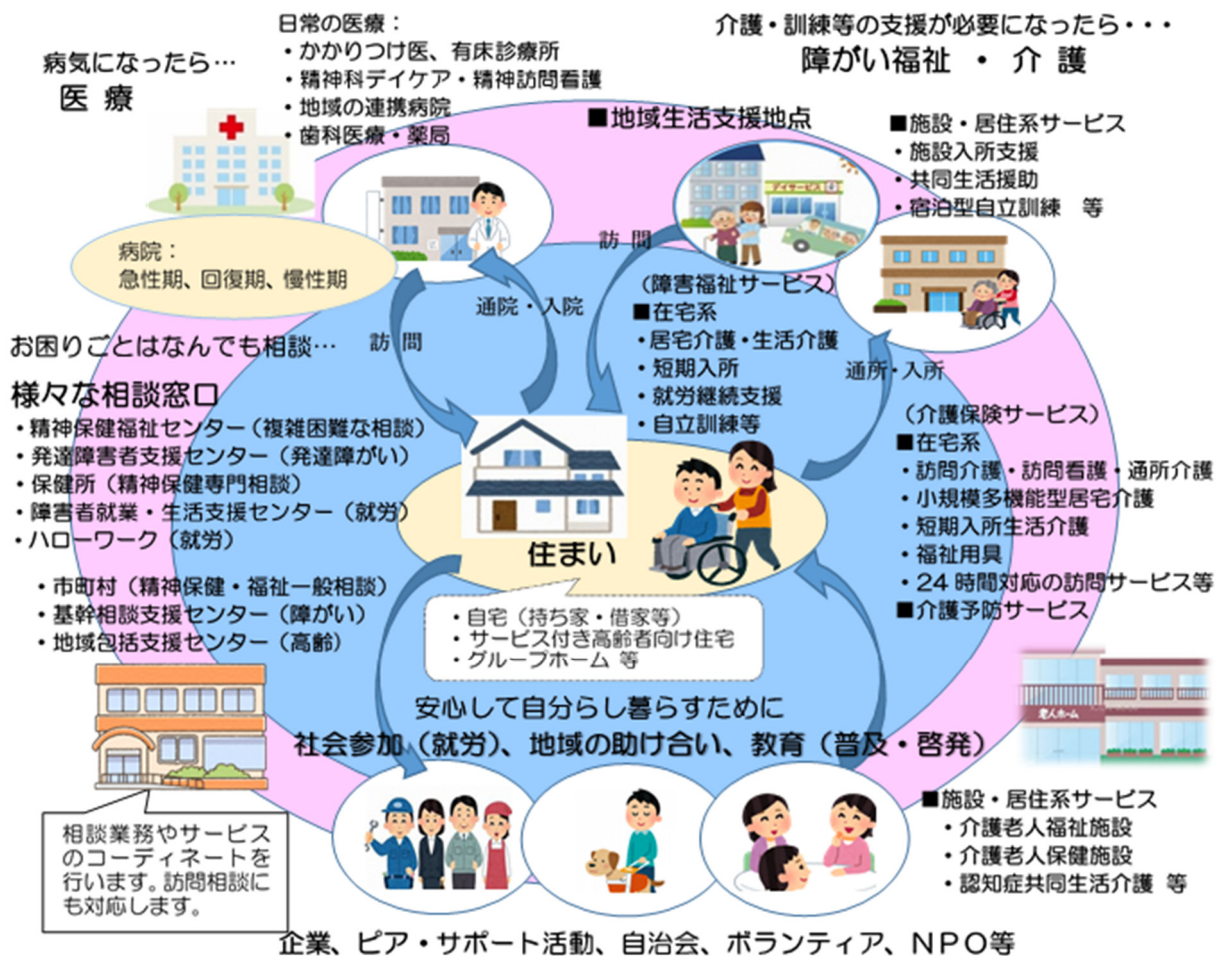 病気になったら…
医療
日常の医療：
・かかりつけ医、有床診療所
・精神科デイケア・精神訪問看護
・地域の連携病院
・歯科医療・薬局
介護・訓練等の支援が必要になったら・・・
障がい福祉 ・ 介護
■地域生活支援地点
デイサービス
■施設・居住系サービス
・施設入所支援
・共同生活援助
・宿泊型自立訓練　等
病院：
急性期、回復期、慢性期
訪問
通院・入院
訪問
通所・入所
（障害福祉サービス）
■在宅系
・居宅介護・生活介護
・短期入所
・就労継続支援
・自立訓練等
お困りごとはなんでも相談…
様々な相談窓口
・精神保健福祉センター（複雑困難な相談）
・発達障害者支援センター（発達障がい）
・保健所（精神保健専門相談）
・障害者就業・生活支援センター（就労）
・ハローワーク（就労）
・市町村（精神保健・福祉一般相談）
・基幹相談支援センター（障がい）
・地域包括支援センター（高齢）
（介護保険サービス）
■在宅系
・訪問介護・訪問看護・通所介護
・小規模多機能型居宅介護
・短期入所生活介護
・福祉用具
・24時間対応の訪問サービス等
■介護予防サービス
住まい
・自宅（持ち家・借家等）
・サービス付き高齢者向け住宅
・グループホーム 等
安心して自分らし暮らすために
社会参加（就労）、地域の助け合い、教育（普及・啓発）
老人ホーム
■施設・居住系サービス
・介護老人福祉施設
・介護老人保健施設
・認知症共同生活介護 等
相談業務やサービス
のコーディネートを
行います。訪問相談に
も対応します。
企業、ピア・サポート活動、自治会、ボランティア、ＮＰＯ等